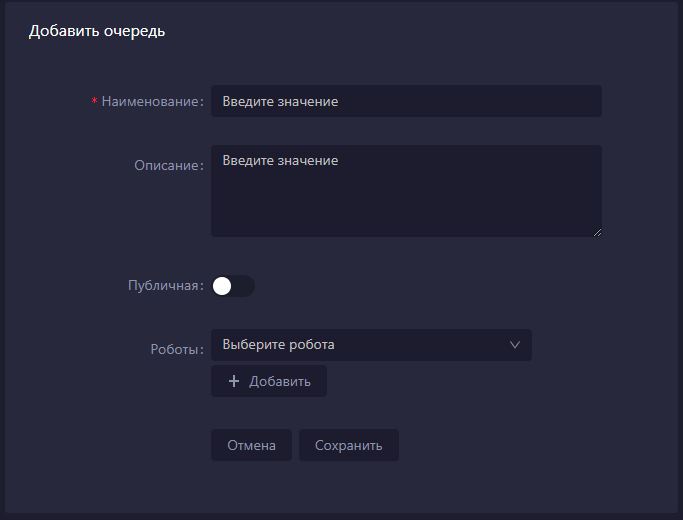 Добавить очередь
* Наименование: Введите значение
Описание: Введите значение
Публичная:
Роботы: Выберите робота
+ Добавить
Отмена Сохранить